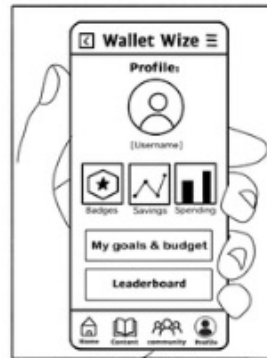 Wallet Wize
Profile:
[Username]
Badges Savings Spending
My goals & budget
Leaderboard
Home Content community Profile